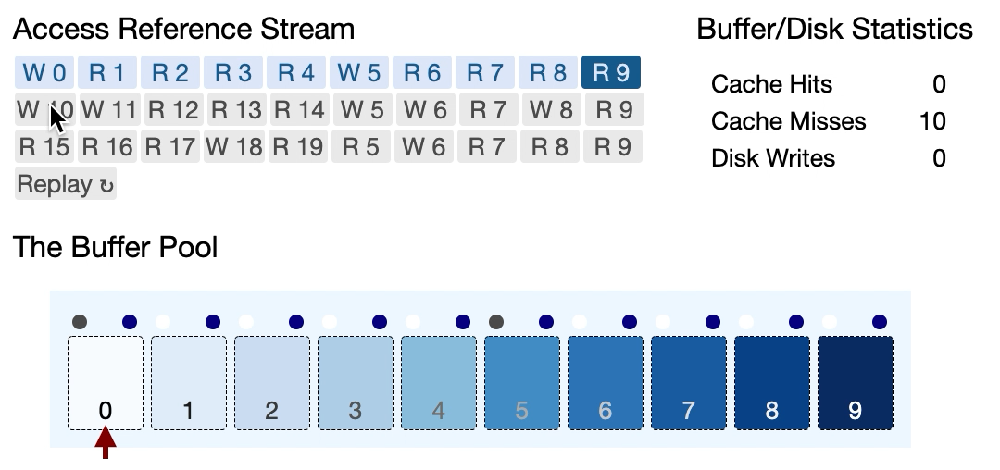 Access Reference Stream
W 0 R 1 R 2 R 3 R 4 W 5 R 6 R 7 R 8 R 9
W 10 W 11 R 12 R 13 R 14 W 5 W 6 R 7 W 8 R 9
R 15 R 16 R 17 W 18 R 19 R 5 W 6 R 7 R 8 R 9
Replay ↻
Buffer/Disk Statistics
Cache Hits 0
Cache Misses 10
Disk Writes 0
The Buffer Pool
0 1 2 3 4 5 6 7 8 9